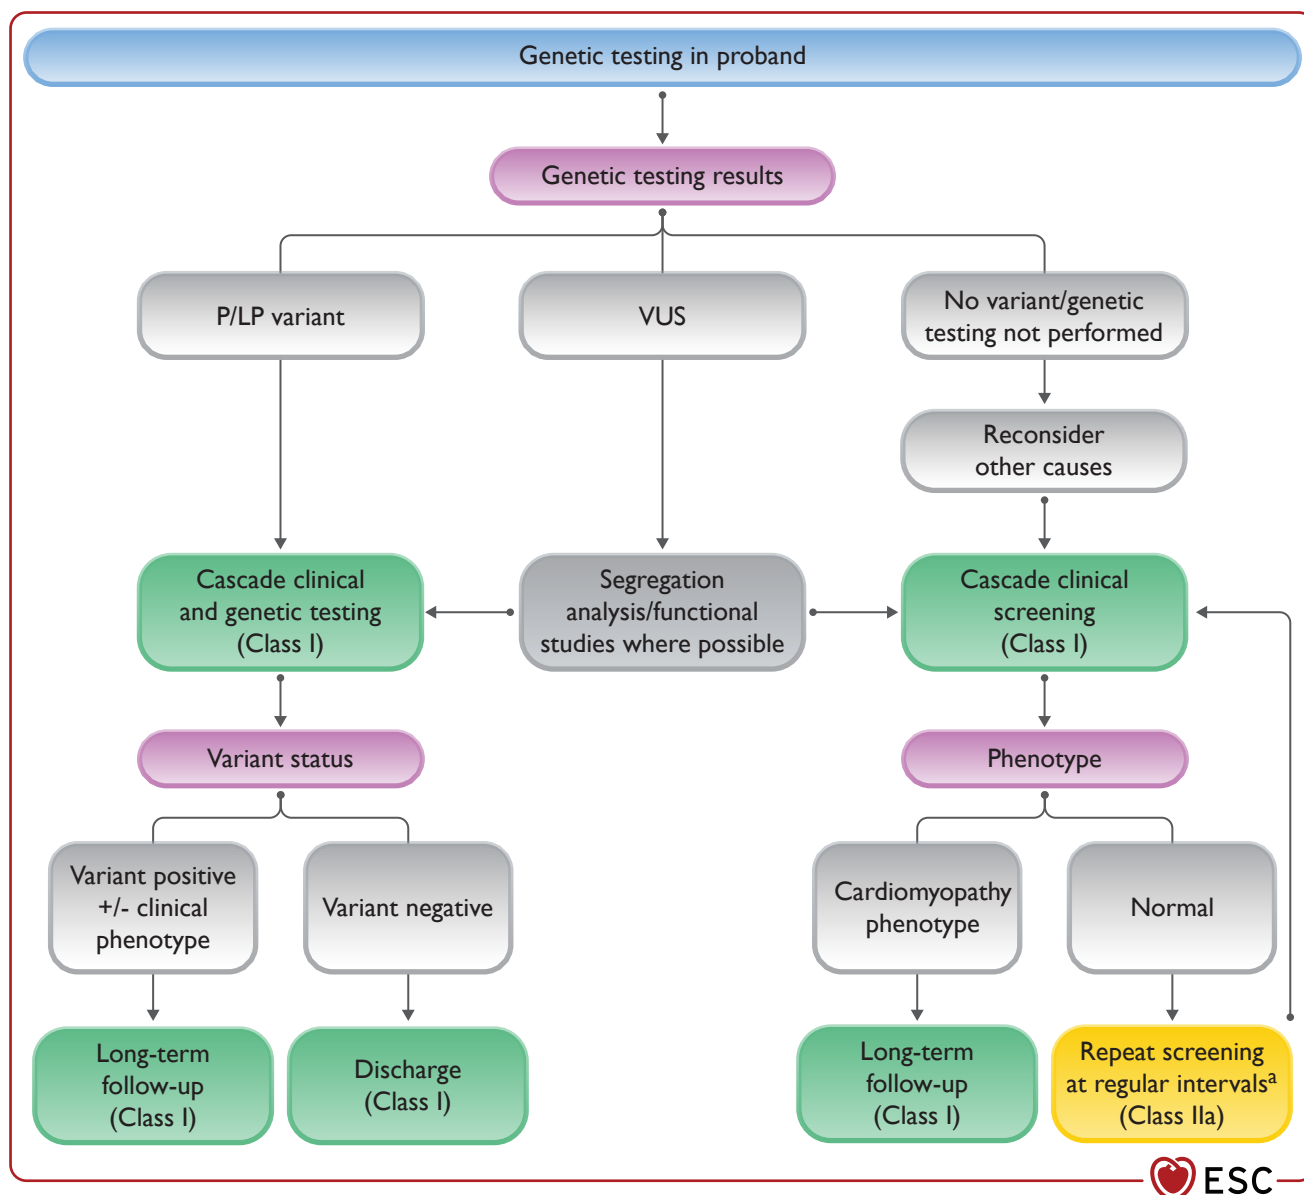 Genetic testing in proband
Genetic testing results
P/LP variant
VUS
No variant/genetic
testing not performed
Reconsider
other causes
Cascade clinical
and genetic testing
(Class I)
Segregation
analysis/functional
studies where possible
Cascade clinical
screening
(Class I)
Variant status
Phenotype
Variant positive
+/- clinical
phenotype
Variant negative
Cardiomyopathy
phenotype
Normal
Long-term
follow-up
(Class I)
Discharge
(Class I)
Long-term
follow-up
(Class I)
Repeat screening
at regular intervalsᵃ
(Class IIa)
ESC